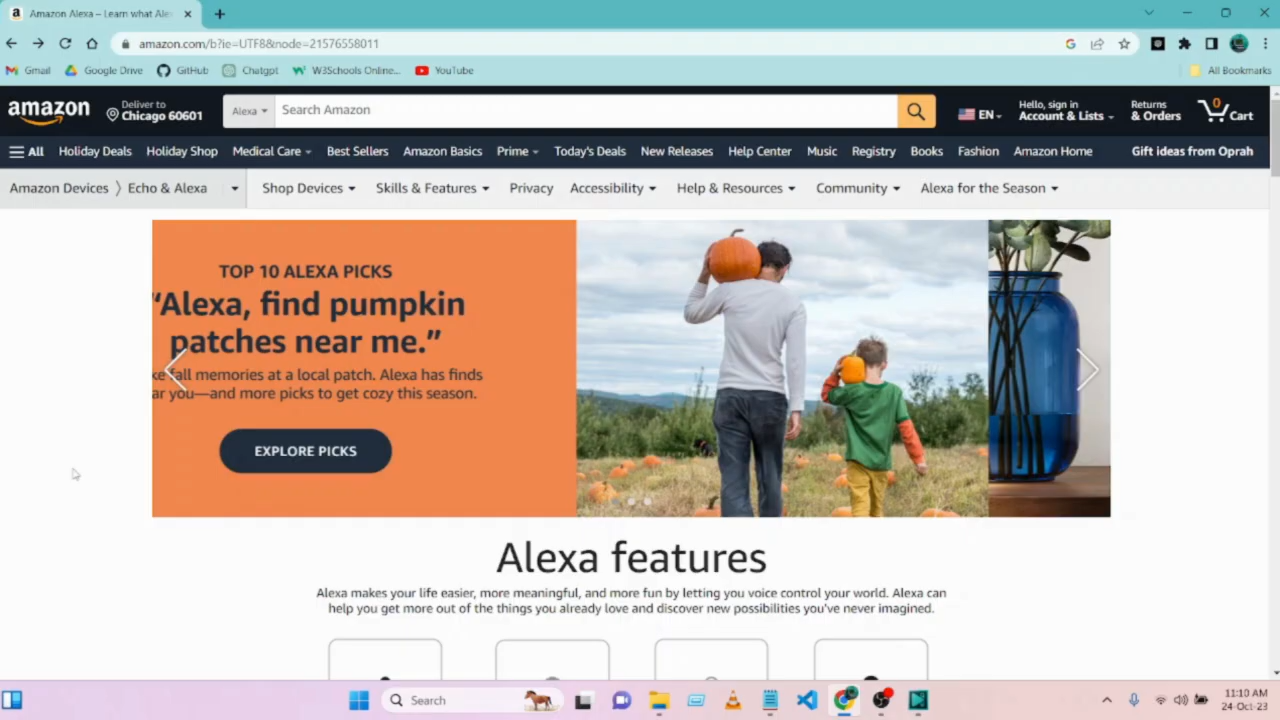 Amazon Alexa – Learn what Ale
amazon.com/b?ie=UTF8&node=21576558011
Gmail Google Drive GitHub Chatgpt W3Schools Online... YouTube All Bookmarks
amazon Deliver to Chicago 60601 Alexa Search Amazon EN Hello, sign in Account & Lists Returns & Orders 0 Cart
All Holiday Deals Holiday Shop Medical Care Best Sellers Amazon Basics Prime Today's Deals New Releases Help Center Music Registry Books Fashion Amazon Home Gift ideas from Oprah
Amazon Devices Echo & Alexa Shop Devices Skills & Features Privacy Accessibility Help & Resources Community Alexa for the Season
TOP 10 ALEXA PICKS
“Alexa, find pumpkin
patches near me.”
ke fall memories at a local patch. Alexa has finds
ar you—and more picks to get cozy this season.
EXPLORE PICKS
Alexa features
Alexa makes your life easier, more meaningful, and more fun by letting you voice control your world. Alexa can
help you get more out of the things you already love and discover new possibilities you've never imagined.
Search
11:10 AM
24-Oct-23